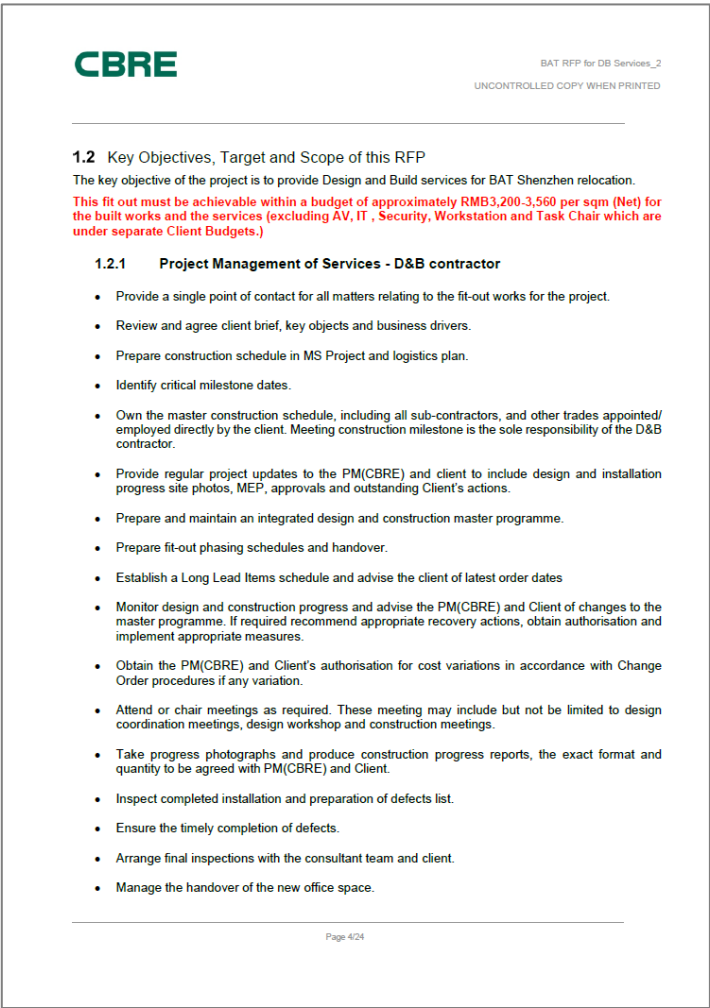 CBRE
BAT RFP for DB Services_2
UNCONTROLLED COPY WHEN PRINTED
1.2 Key Objectives, Target and Scope of this RFP
The key objective of the project is to provide Design and Build services for BAT Shenzhen relocation.
This fit out must be achievable within a budget of approximately RMB3,200-3,560 per sqm (Net) for
the built works and the services (excluding AV, IT , Security, Workstation and Task Chair which are
under separate Client Budgets.)
1.2.1 Project Management of Services - D&B contractor
• Provide a single point of contact for all matters relating to the fit-out works for the project.
• Review and agree client brief, key objects and business drivers.
• Prepare construction schedule in MS Project and logistics plan.
• Identify critical milestone dates.
• Own the master construction schedule, including all sub-contractors, and other trades appointed/
employed directly by the client. Meeting construction milestone is the sole responsibility of the D&B
contractor.
• Provide regular project updates to the PM(CBRE) and client to include design and installation
progress site photos, MEP, approvals and outstanding Client's actions.
• Prepare and maintain an integrated design and construction master programme.
• Prepare fit-out phasing schedules and handover.
• Establish a Long Lead Items schedule and advise the client of latest order dates
• Monitor design and construction progress and advise the PM(CBRE) and Client of changes to the
master programme. If required recommend appropriate recovery actions, obtain authorisation and
implement appropriate measures.
• Obtain the PM(CBRE) and Client's authorisation for cost variations in accordance with Change
Order procedures if any variation.
• Attend or chair meetings as required. These meeting may include but not be limited to design
coordination meetings, design workshop and construction meetings.
• Take progress photographs and produce construction progress reports, the exact format and
quantity to be agreed with PM(CBRE) and Client.
• Inspect completed installation and preparation of defects list.
• Ensure the timely completion of defects.
• Arrange final inspections with the consultant team and client.
• Manage the handover of the new office space.
Page 4/24